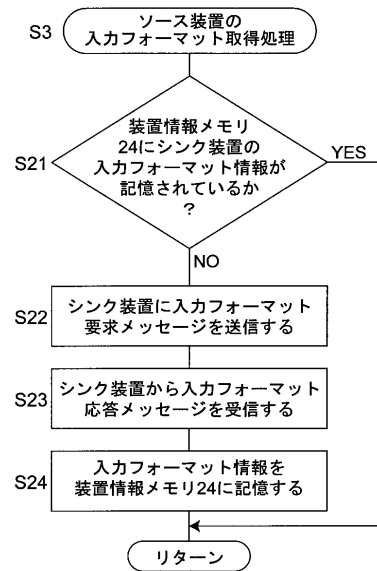 S3
ソース装置の
入力フォーマット取得処理
S21
装置情報メモリ
24にシンク装置の
入力フォーマット情報が
記憶されているか
?
YES
NO
S22
シンク装置に入力フォーマット
要求メッセージを送信する
S23
シンク装置から入力フォーマット
応答メッセージを受信する
S24
入力フォーマット情報を
装置情報メモリ24に記憶する
リターン